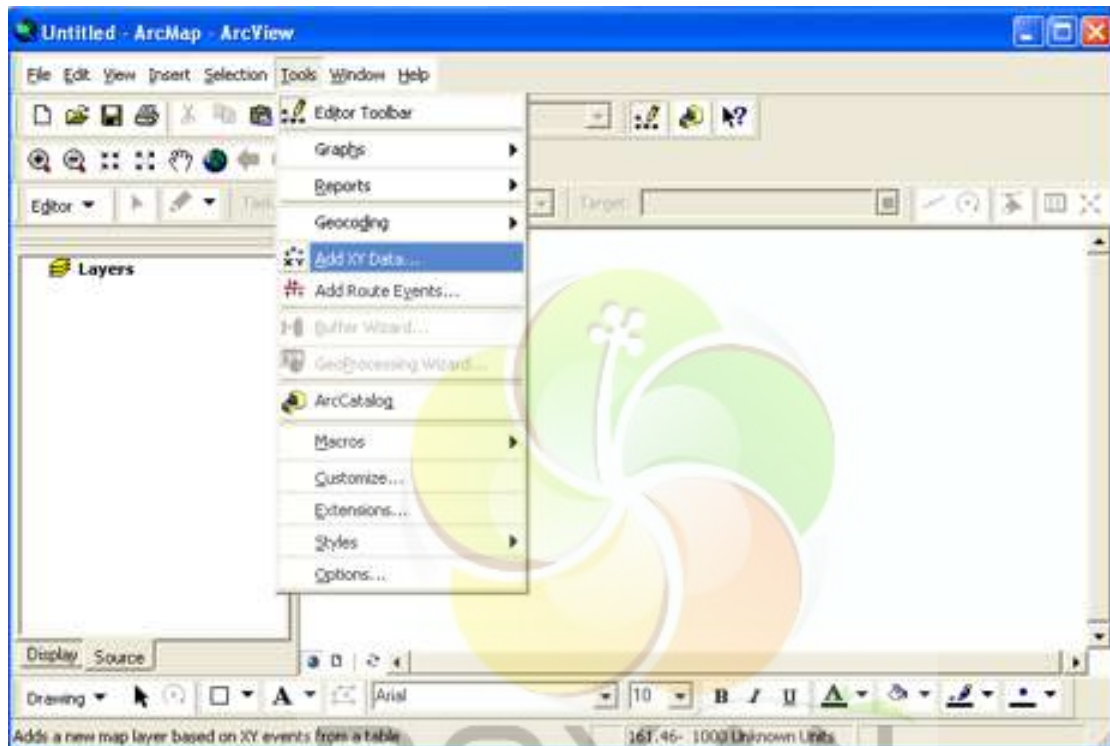 Untitled - ArcMap - ArcView
File Edit View Insert Selection Tools Window Help
Editor Toolbar
Graphs
Reports
Editor Target:
Geocoding
Add XY Data...
Layers
Add Route Events...
Buffer Wizard...
GeoProcessing Wizard...
ArcCatalog
Macros
Customize...
Extensions...
Styles
Options...
Display Source
Drawing A Arial 10 B I U A
Adds a new map layer based on XY events from a table Unknown Units